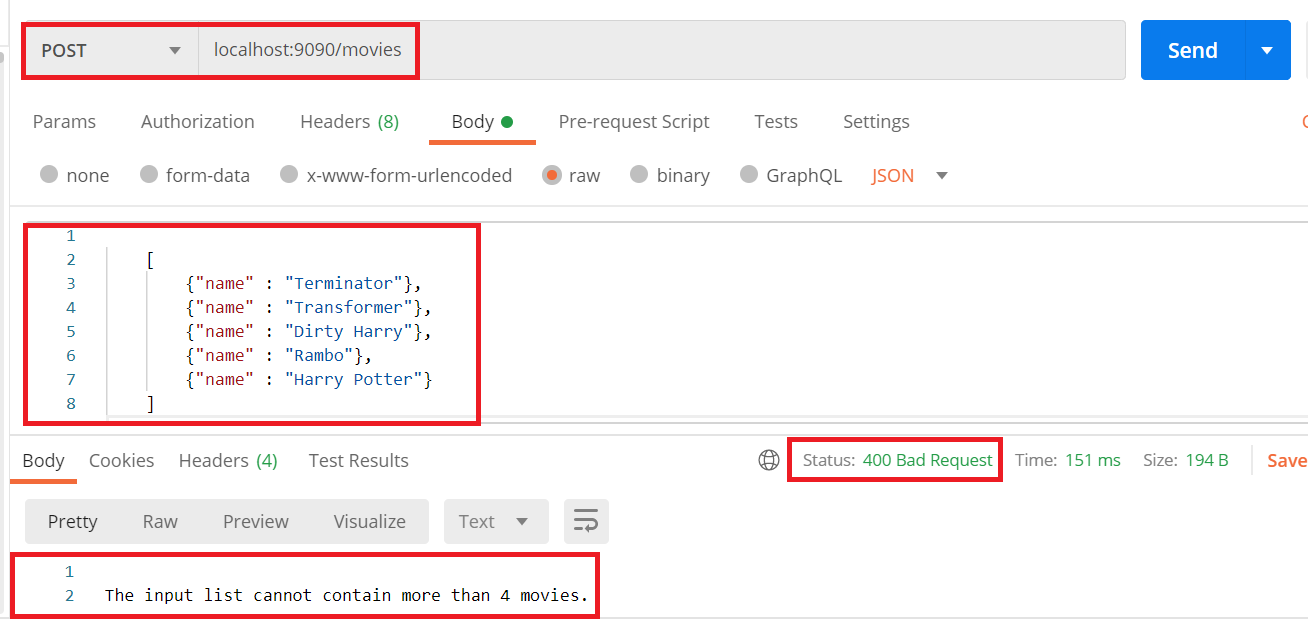 POST localhost:9090/movies Send
Params Authorization Headers (8) Body Pre-request Script Tests Settings
none form-data x-www-form-urlencoded raw binary GraphQL JSON
1
2 [
3 {"name" : "Terminator"},
4 {"name" : "Transformer"},
5 {"name" : "Dirty Harry"},
6 {"name" : "Rambo"},
7 {"name" : "Harry Potter"}
8 ]
Body Cookies Headers (4) Test Results Status: 400 Bad Request Time: 151 ms Size: 194 B Save
Pretty Raw Preview Visualize Text
1
2 The input list cannot contain more than 4 movies.